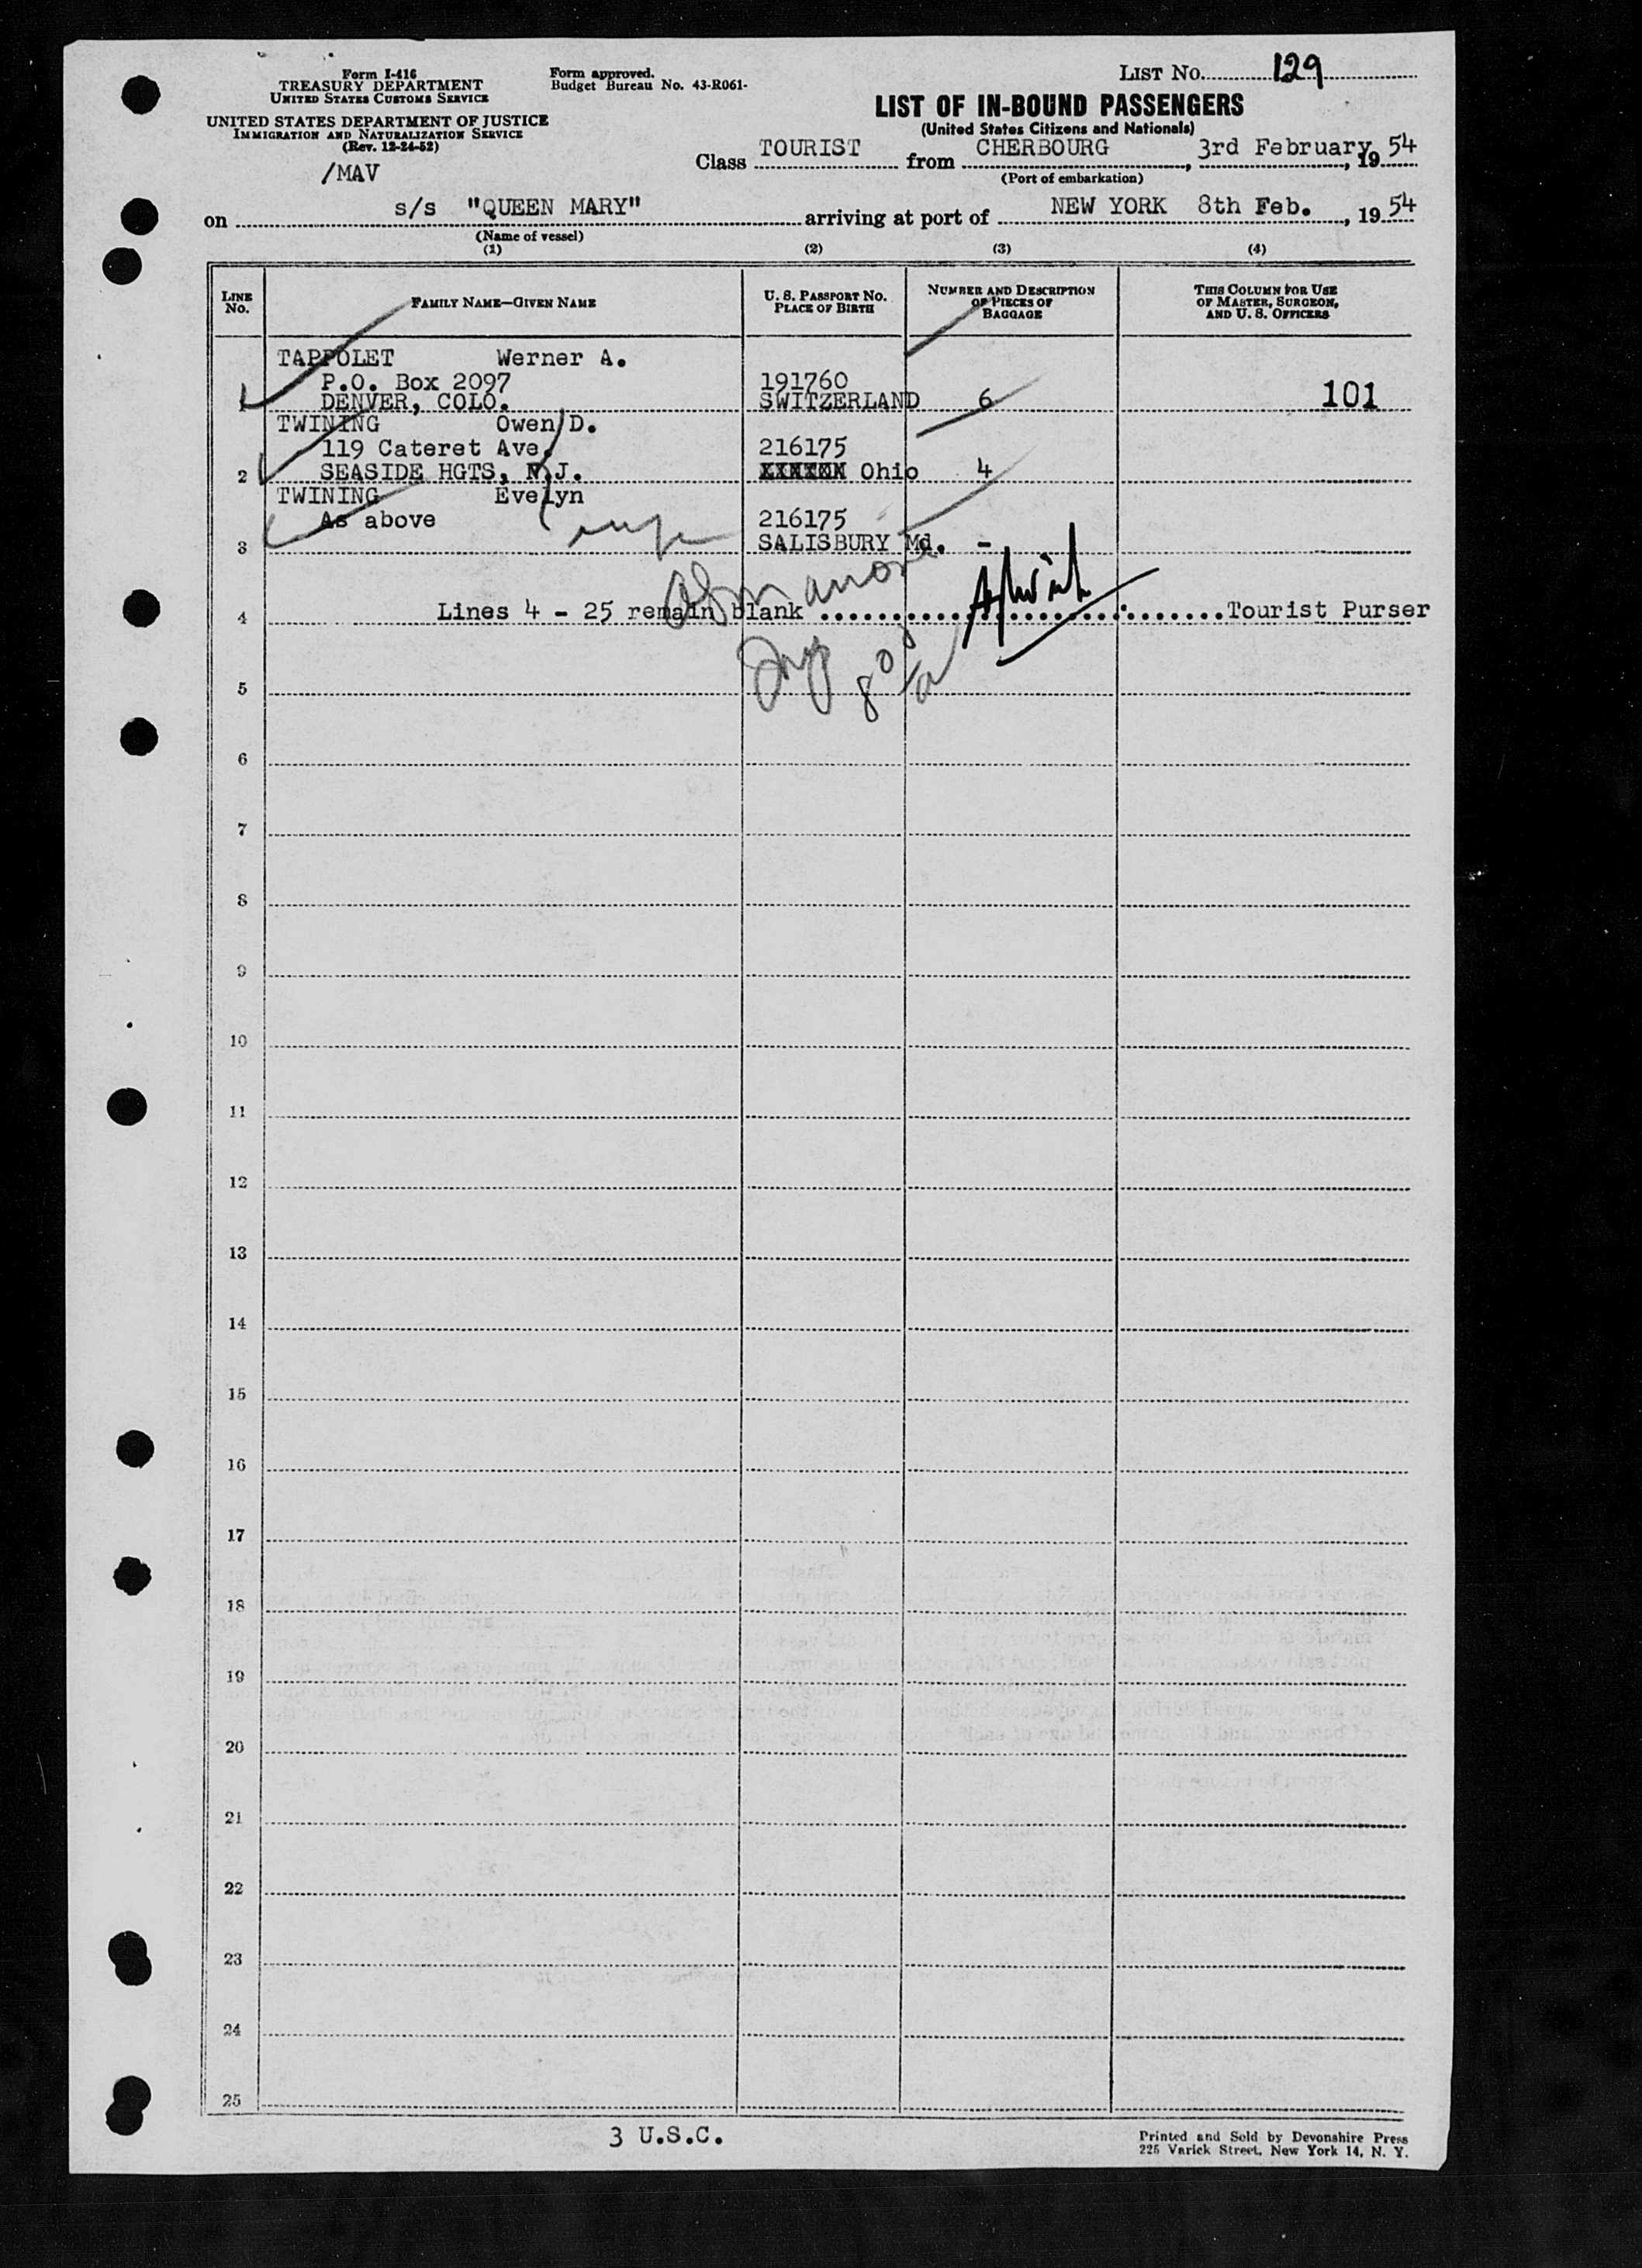 Form I-416
TREASURY DEPARTMENT
UNITED STATES CUSTOMS SERVICE
UNITED STATES DEPARTMENT OF JUSTICE
IMMIGRATION AND NATURALIZATION SERVICE
(Rev. 12-24-52)
/MAV
Form approved.
Budget Bureau No. 43-R061-
LIST No. 129
LIST OF IN-BOUND PASSENGERS
(United States Citizens and Nationals)
Class TOURIST from CHERBOURG, 3rd February, 19 54
(Port of embarkation)
on s/s "QUEEN MARY" arriving at port of NEW YORK 8th Feb., 19 54
(Name of vessel)
(1) (2) (3) (4)
LINE No. FAMILY NAME—GIVEN NAME U. S. PASSPORT No. PLACE OF BIRTH NUMBER AND DESCRIPTION OF PIECES OF BAGGAGE THIS COLUMN FOR USE OF MASTER, SURGEON, AND U. S. OFFICERS
TAPPOLET Werner A.
P.O. Box 2097 191760
1 DENVER, COLO. SWITZERLAND 6 101
TWINING Owen D.
119 Cateret Ave. 216175
2 SEASIDE HGTS, N.J. Ohio 4
TWINING Evelyn
As above 216175
3 SALISBURY Md. -
4 Lines 4 - 25 remain blank ............................Tourist Purser
5
6
7
8
9
10
11
12
13
14
15
16
17
18
19
20
21
22
23
24
25
3 U.S.C.
Printed and Sold by Devonshire Press
225 Varick Street, New York 14, N. Y.